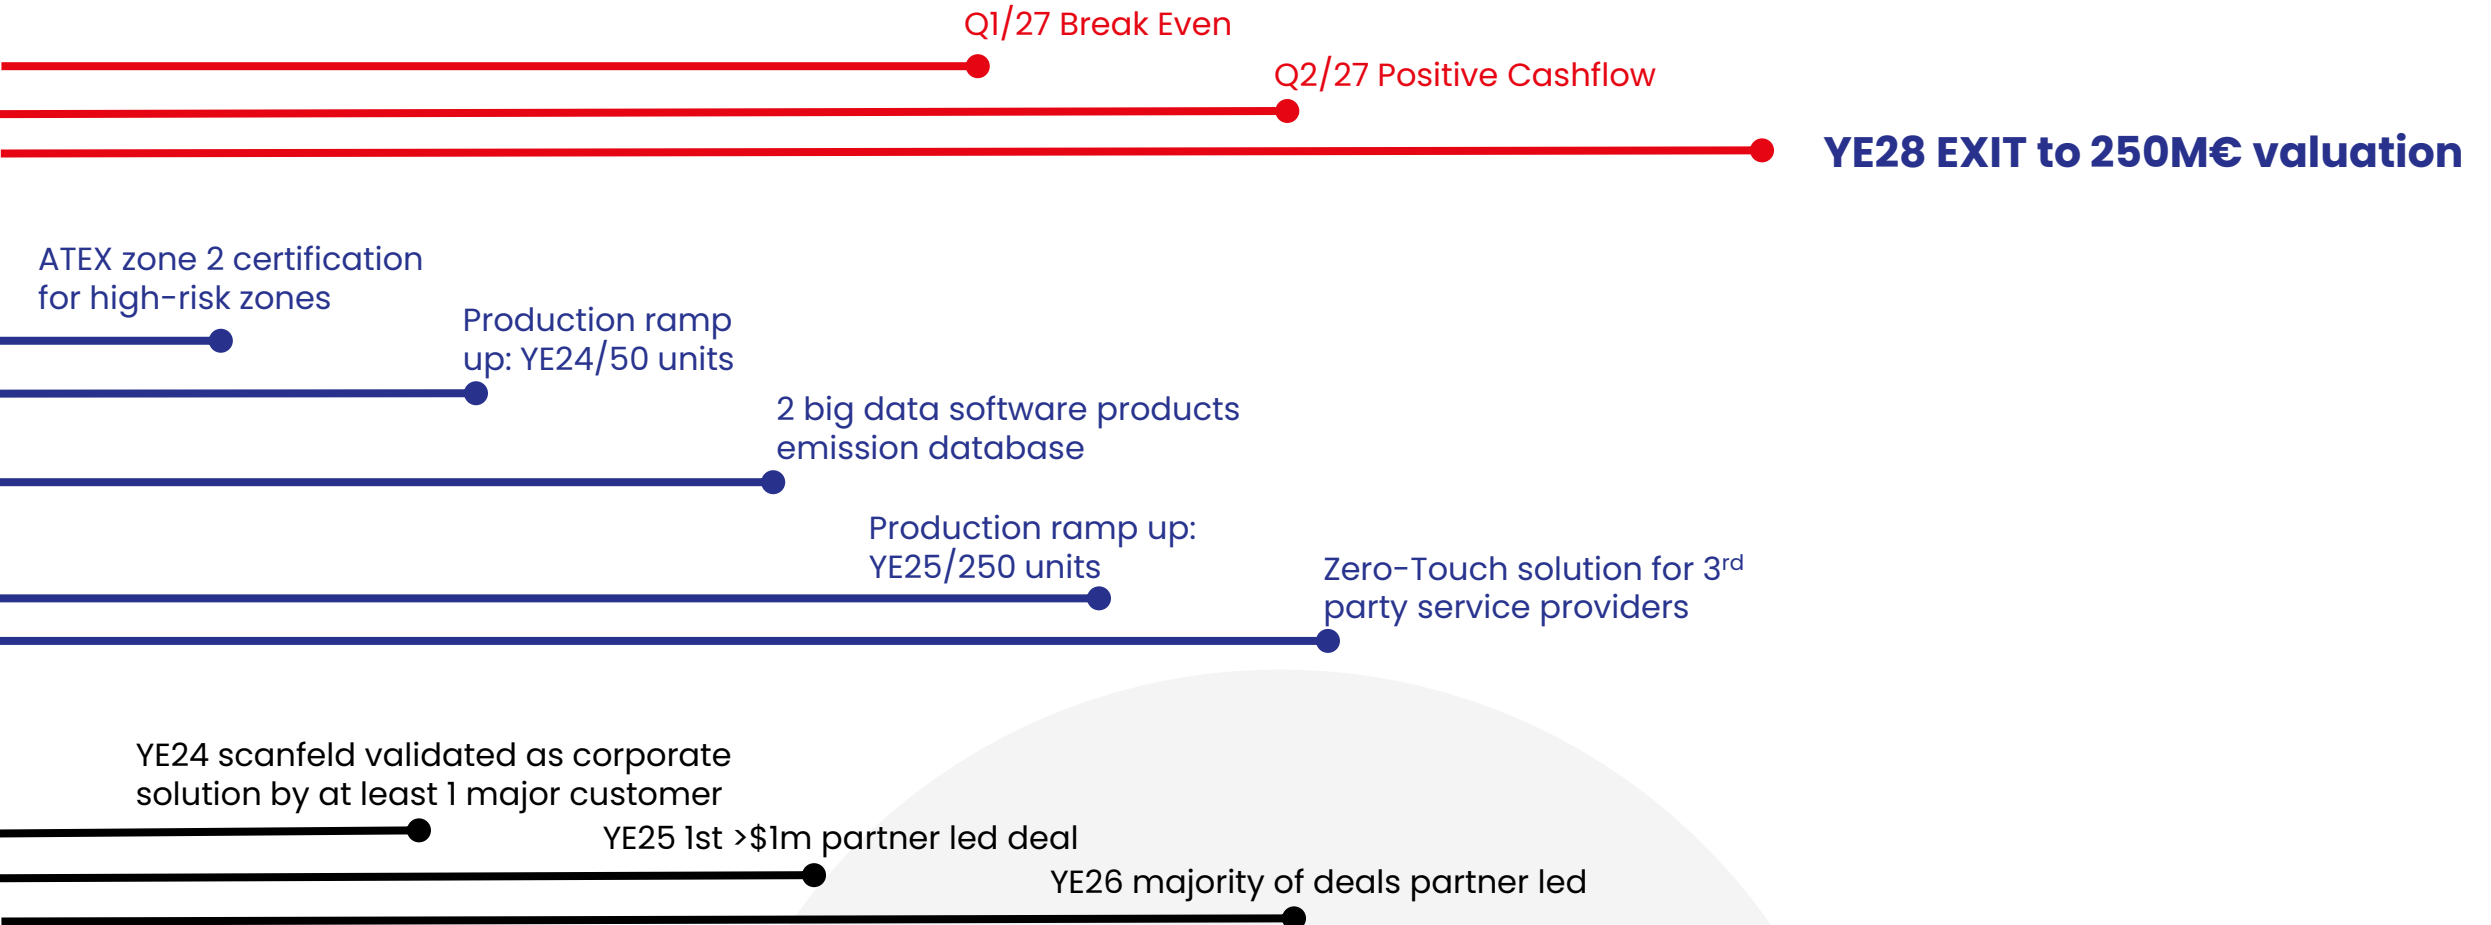 Q1/27 Break Even
Q2/27 Positive Cashflow
YE28 EXIT to 250M€ valuation
ATEX zone 2 certification
for high-risk zones
Production ramp
up: YE24/50 units
2 big data software products
emission database
Production ramp up:
YE25/250 units
Zero-Touch solution for 3rd
party service providers
YE24 scanfeld validated as corporate
solution by at least 1 major customer
YE25 1st >$1m partner led deal
YE26 majority of deals partner led